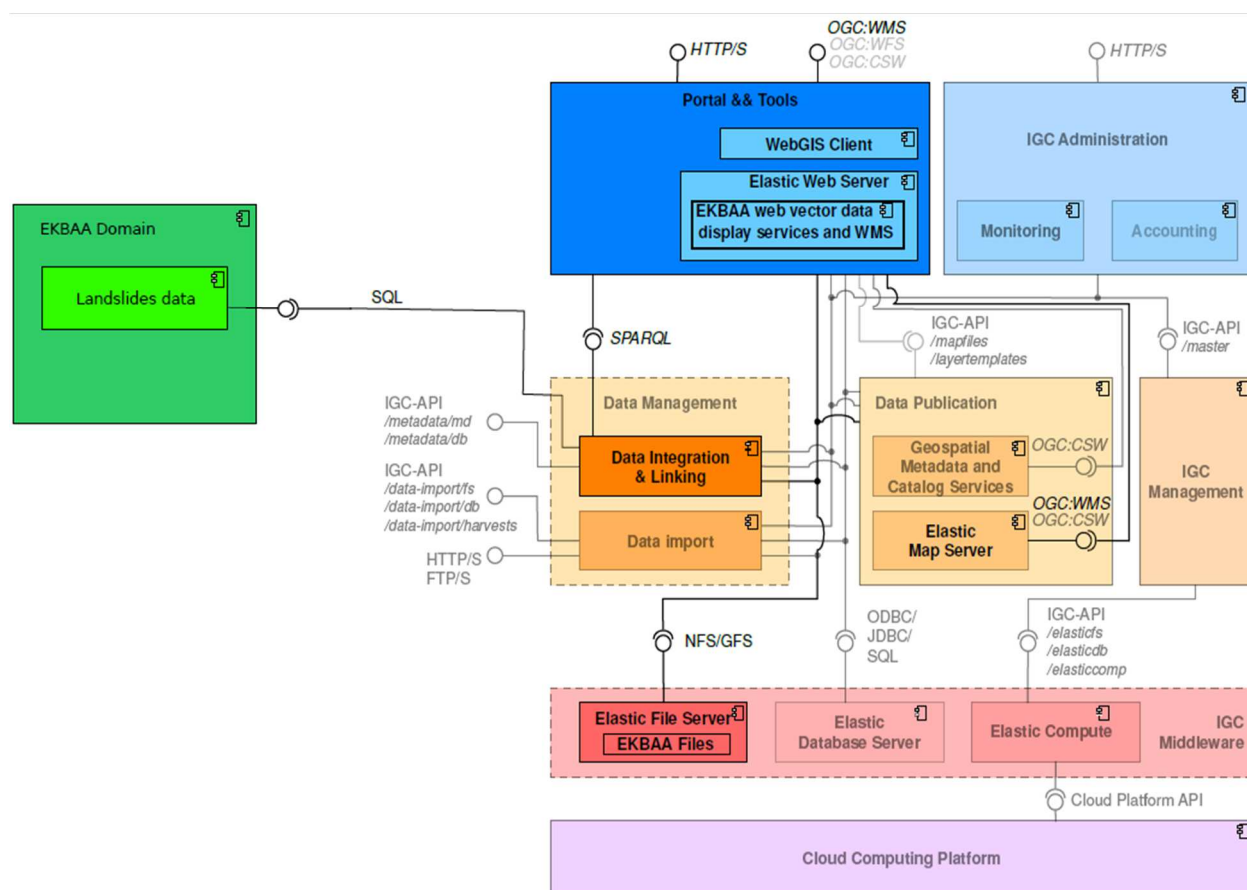 HTTP/S
OGC:WMS
OGC:WFS
OGC:CSW
HTTP/S
Portal && Tools
WebGIS Client
Elastic Web Server
EKBAA web vector data
display services and WMS
IGC Administration
Monitoring
Accounting
EKBAA Domain
Landslides data
SQL
SPARQL
IGC-API
/mapfiles
/layertemplates
IGC-API
/master
IGC-API
/metadata/md
/metadata/db
IGC-API
/data-import/fs
/data-import/db
/data-import/harvests
HTTP/S
FTP/S
Data Management
Data Integration
& Linking
Data import
Data Publication
Geospatial
Metadata and
Catalog Services
OGC:CSW
OGC:WMS
OGC:CSW
Elastic
Map Server
IGC
Management
NFS/GFS
ODBC/
JDBC/
SQL
IGC-API
/elasticfs
/elasticdb
/elasticcomp
Elastic File Server
EKBAA Files
Elastic
Database Server
Elastic Compute
IGC
Middleware
Cloud Platform API
Cloud Computing Platform